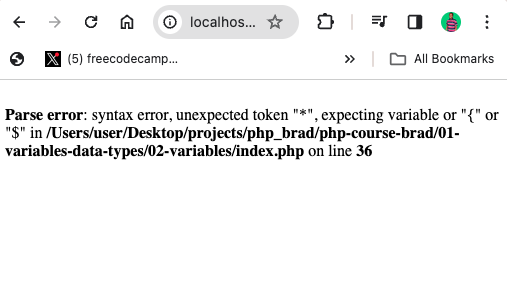 localhos...
(5) freecodecamp...
All Bookmarks
Parse error: syntax error, unexpected token "*", expecting variable or "{" or
"$" in /Users/user/Desktop/projects/php_brad/php-course-brad/01-
variables-data-types/02-variables/index.php on line 36